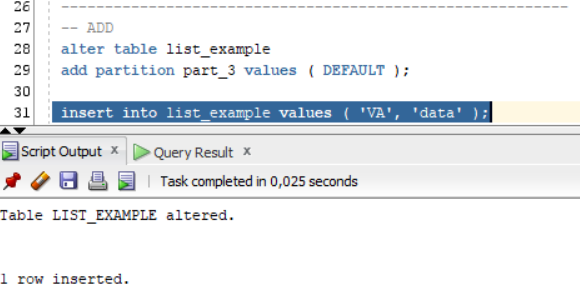 26 --------------------------------------------------------------
27 -- ADD
28 alter table list_example
29 add partition part_3 values ( DEFAULT );
30
31 insert into list_example values ( 'VA', 'data' );
Script Output x Query Result x
Task completed in 0,025 seconds
Table LIST_EXAMPLE altered.
1 row inserted.